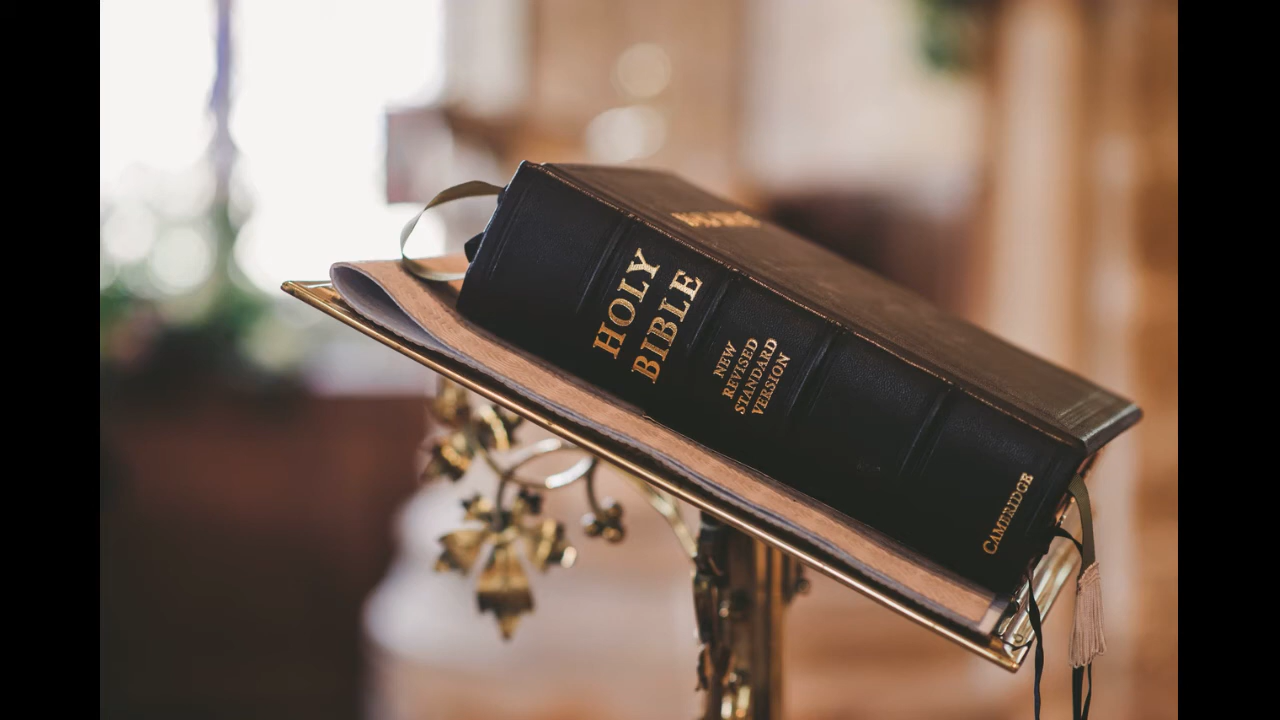 HOLY
BIBLE
NEW
REVISED
STANDARD
VERSION
CAMBRIDGE